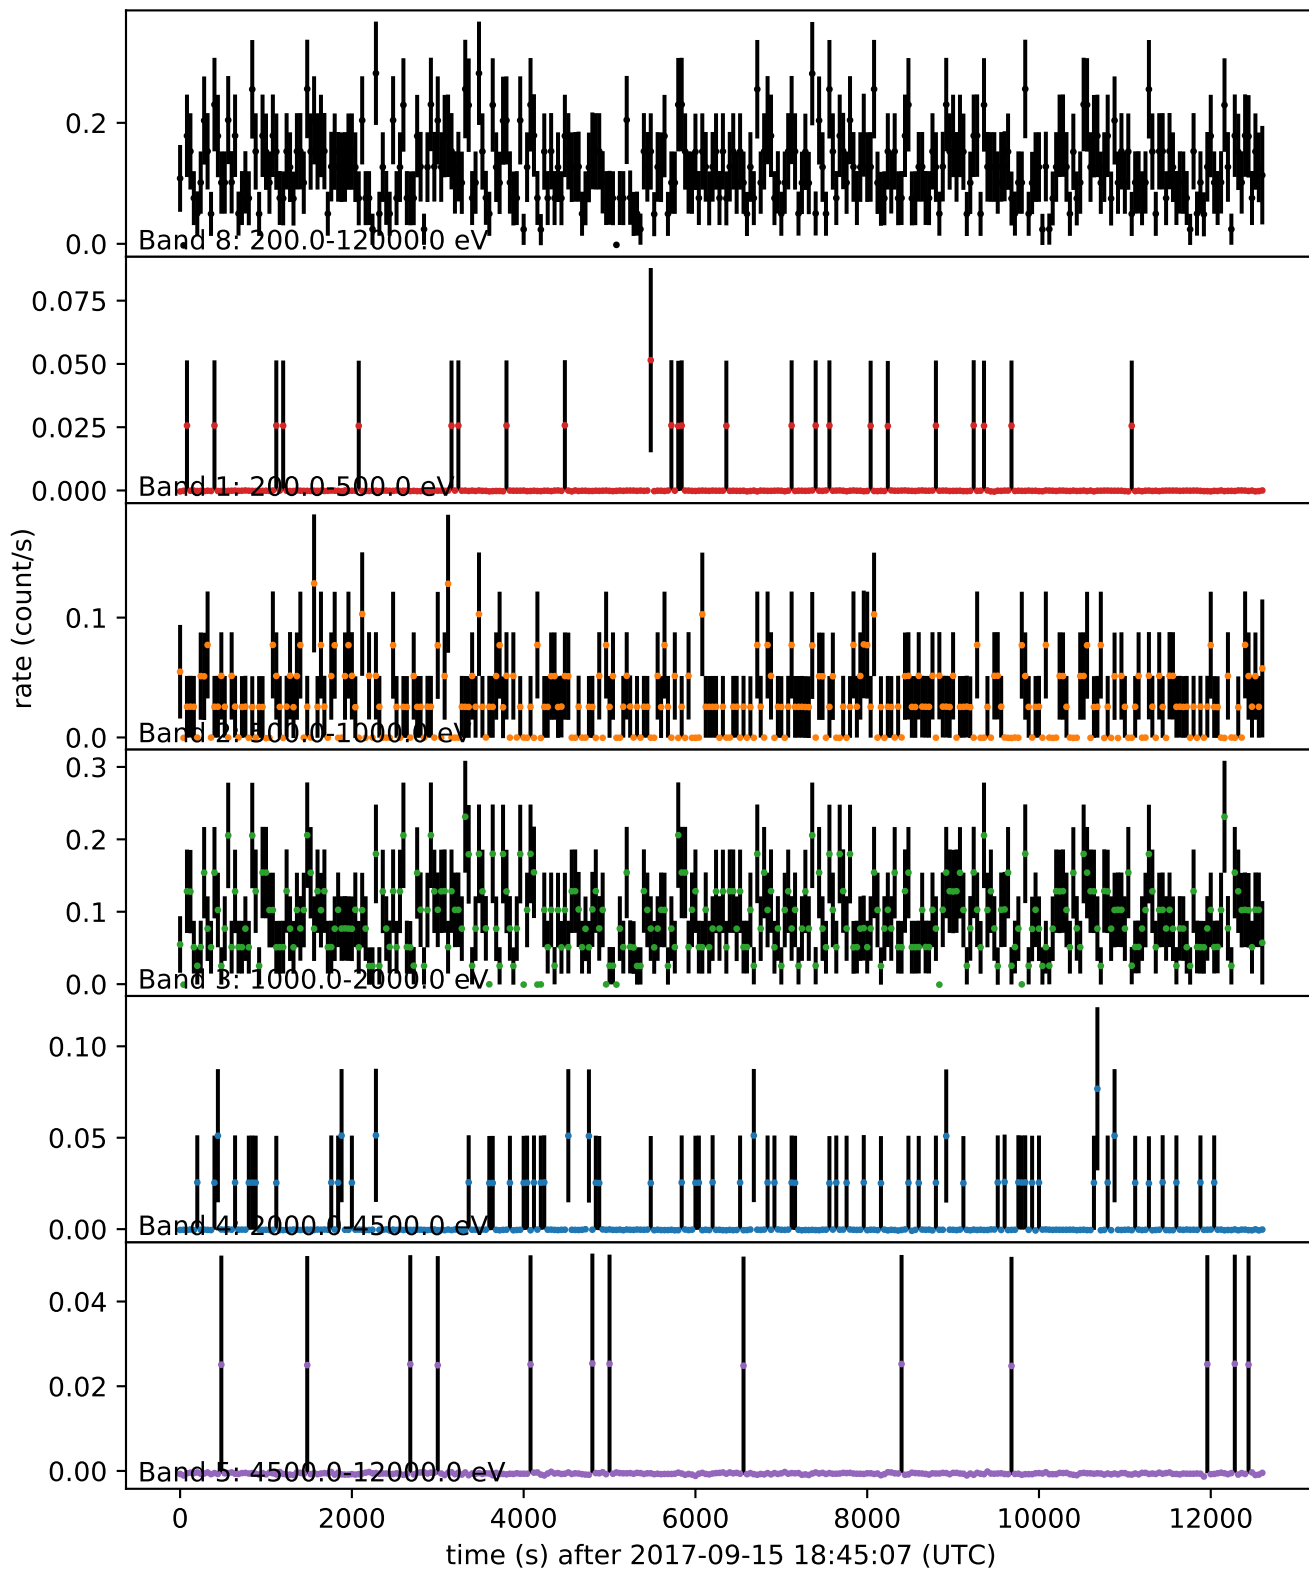 0.2
0.0
Band 8: 200.0-12000.0 eV
0.075
0.050
0.025
0.000
Band 1: 200.0-500.0 eV
rate (count/s)
0.1
0.0
Band 2: 500.0-1000.0 eV
0.3
0.2
0.1
0.0
Band 3: 1000.0-2000.0 eV
0.10
0.05
0.00
Band 4: 2000.0-4500.0 eV
0.04
0.02
0.00
Band 5: 4500.0-12000.0 eV
0 2000 4000 6000 8000 10000 12000
time (s) after 2017-09-15 18:45:07 (UTC)